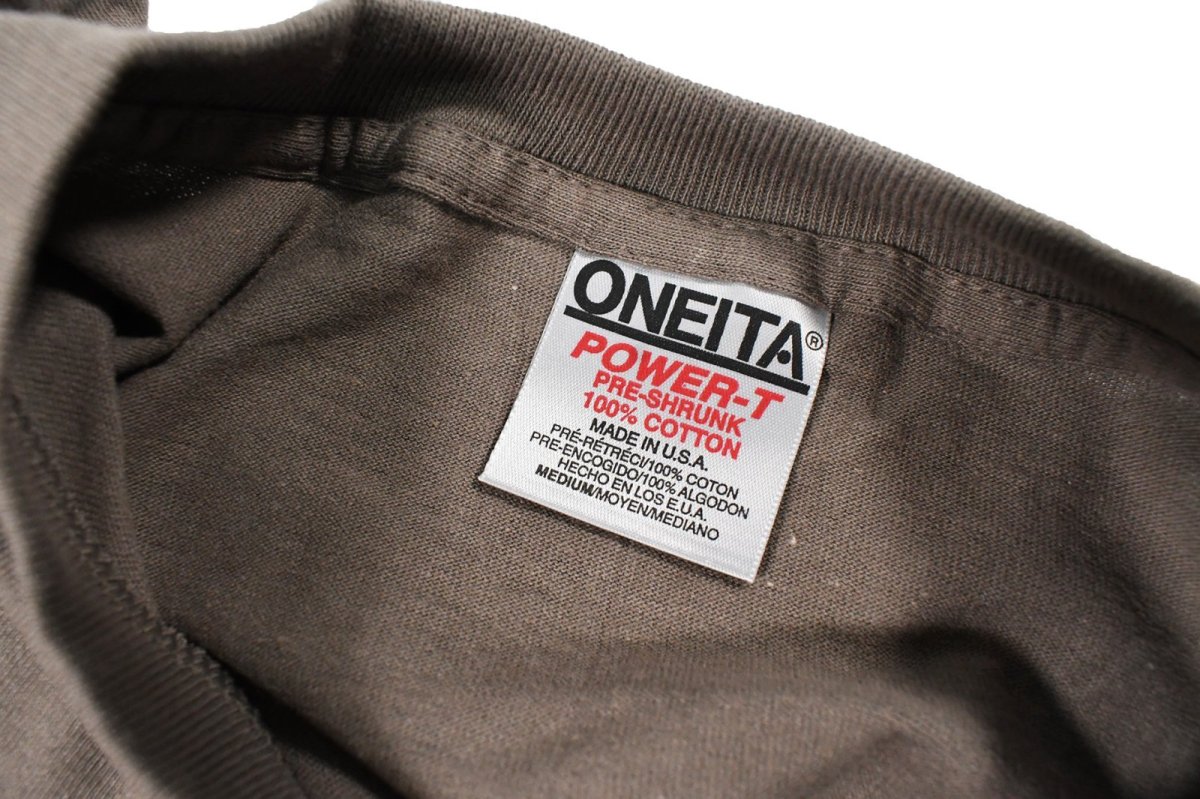 ONEITA®
POWER-T
PRE-SHRUNK
100% COTTON
MADE IN U.S.A.
PRÉ-RÉTRÉCI/100% COTON
PRE-ENCOGIDO/100% ALGODON
HECHO EN LOS E.U.A.
MEDIUM/MOYEN/MEDIANO